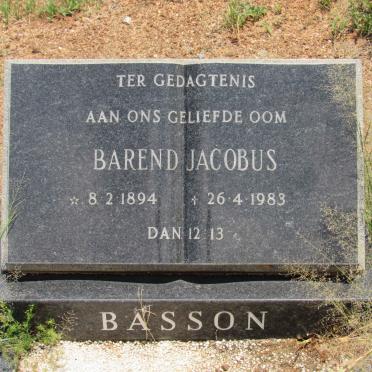 TER GEDAGTENIS
AAN ONS GELIEFDE OOM
BAREND JACOBUS
☆ 8·2·1894 ✝ 26·4·1983
DAN 12:13
BASSON